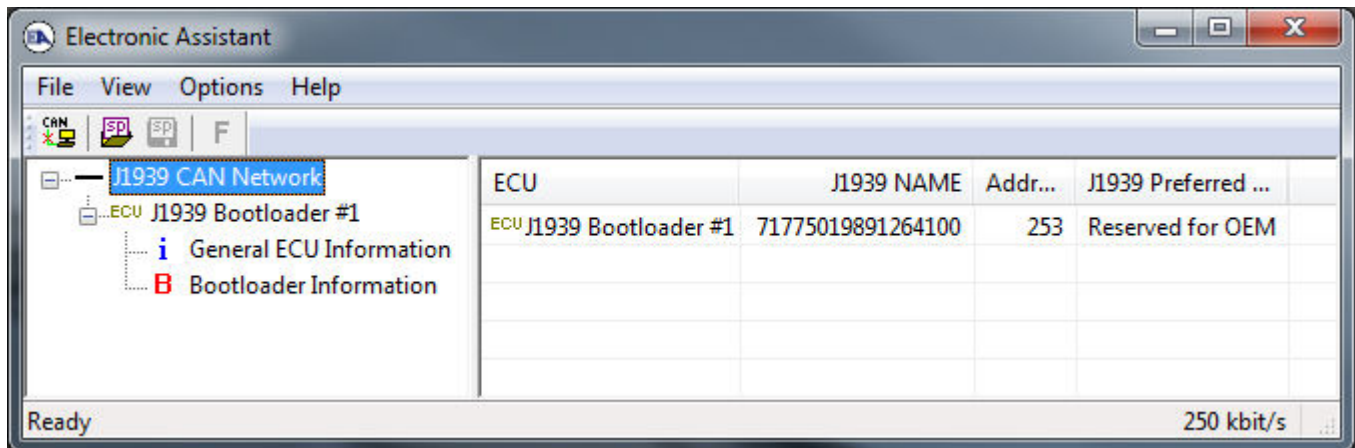 EA Electronic Assistant
File View Options Help
CAN SP SP F
J1939 CAN Network
ECU J1939 Bootloader #1
i General ECU Information
B Bootloader Information
ECU J1939 NAME Addr... J1939 Preferred ...
ECU J1939 Bootloader #1 71775019891264100 253 Reserved for OEM
Ready 250 kbit/s